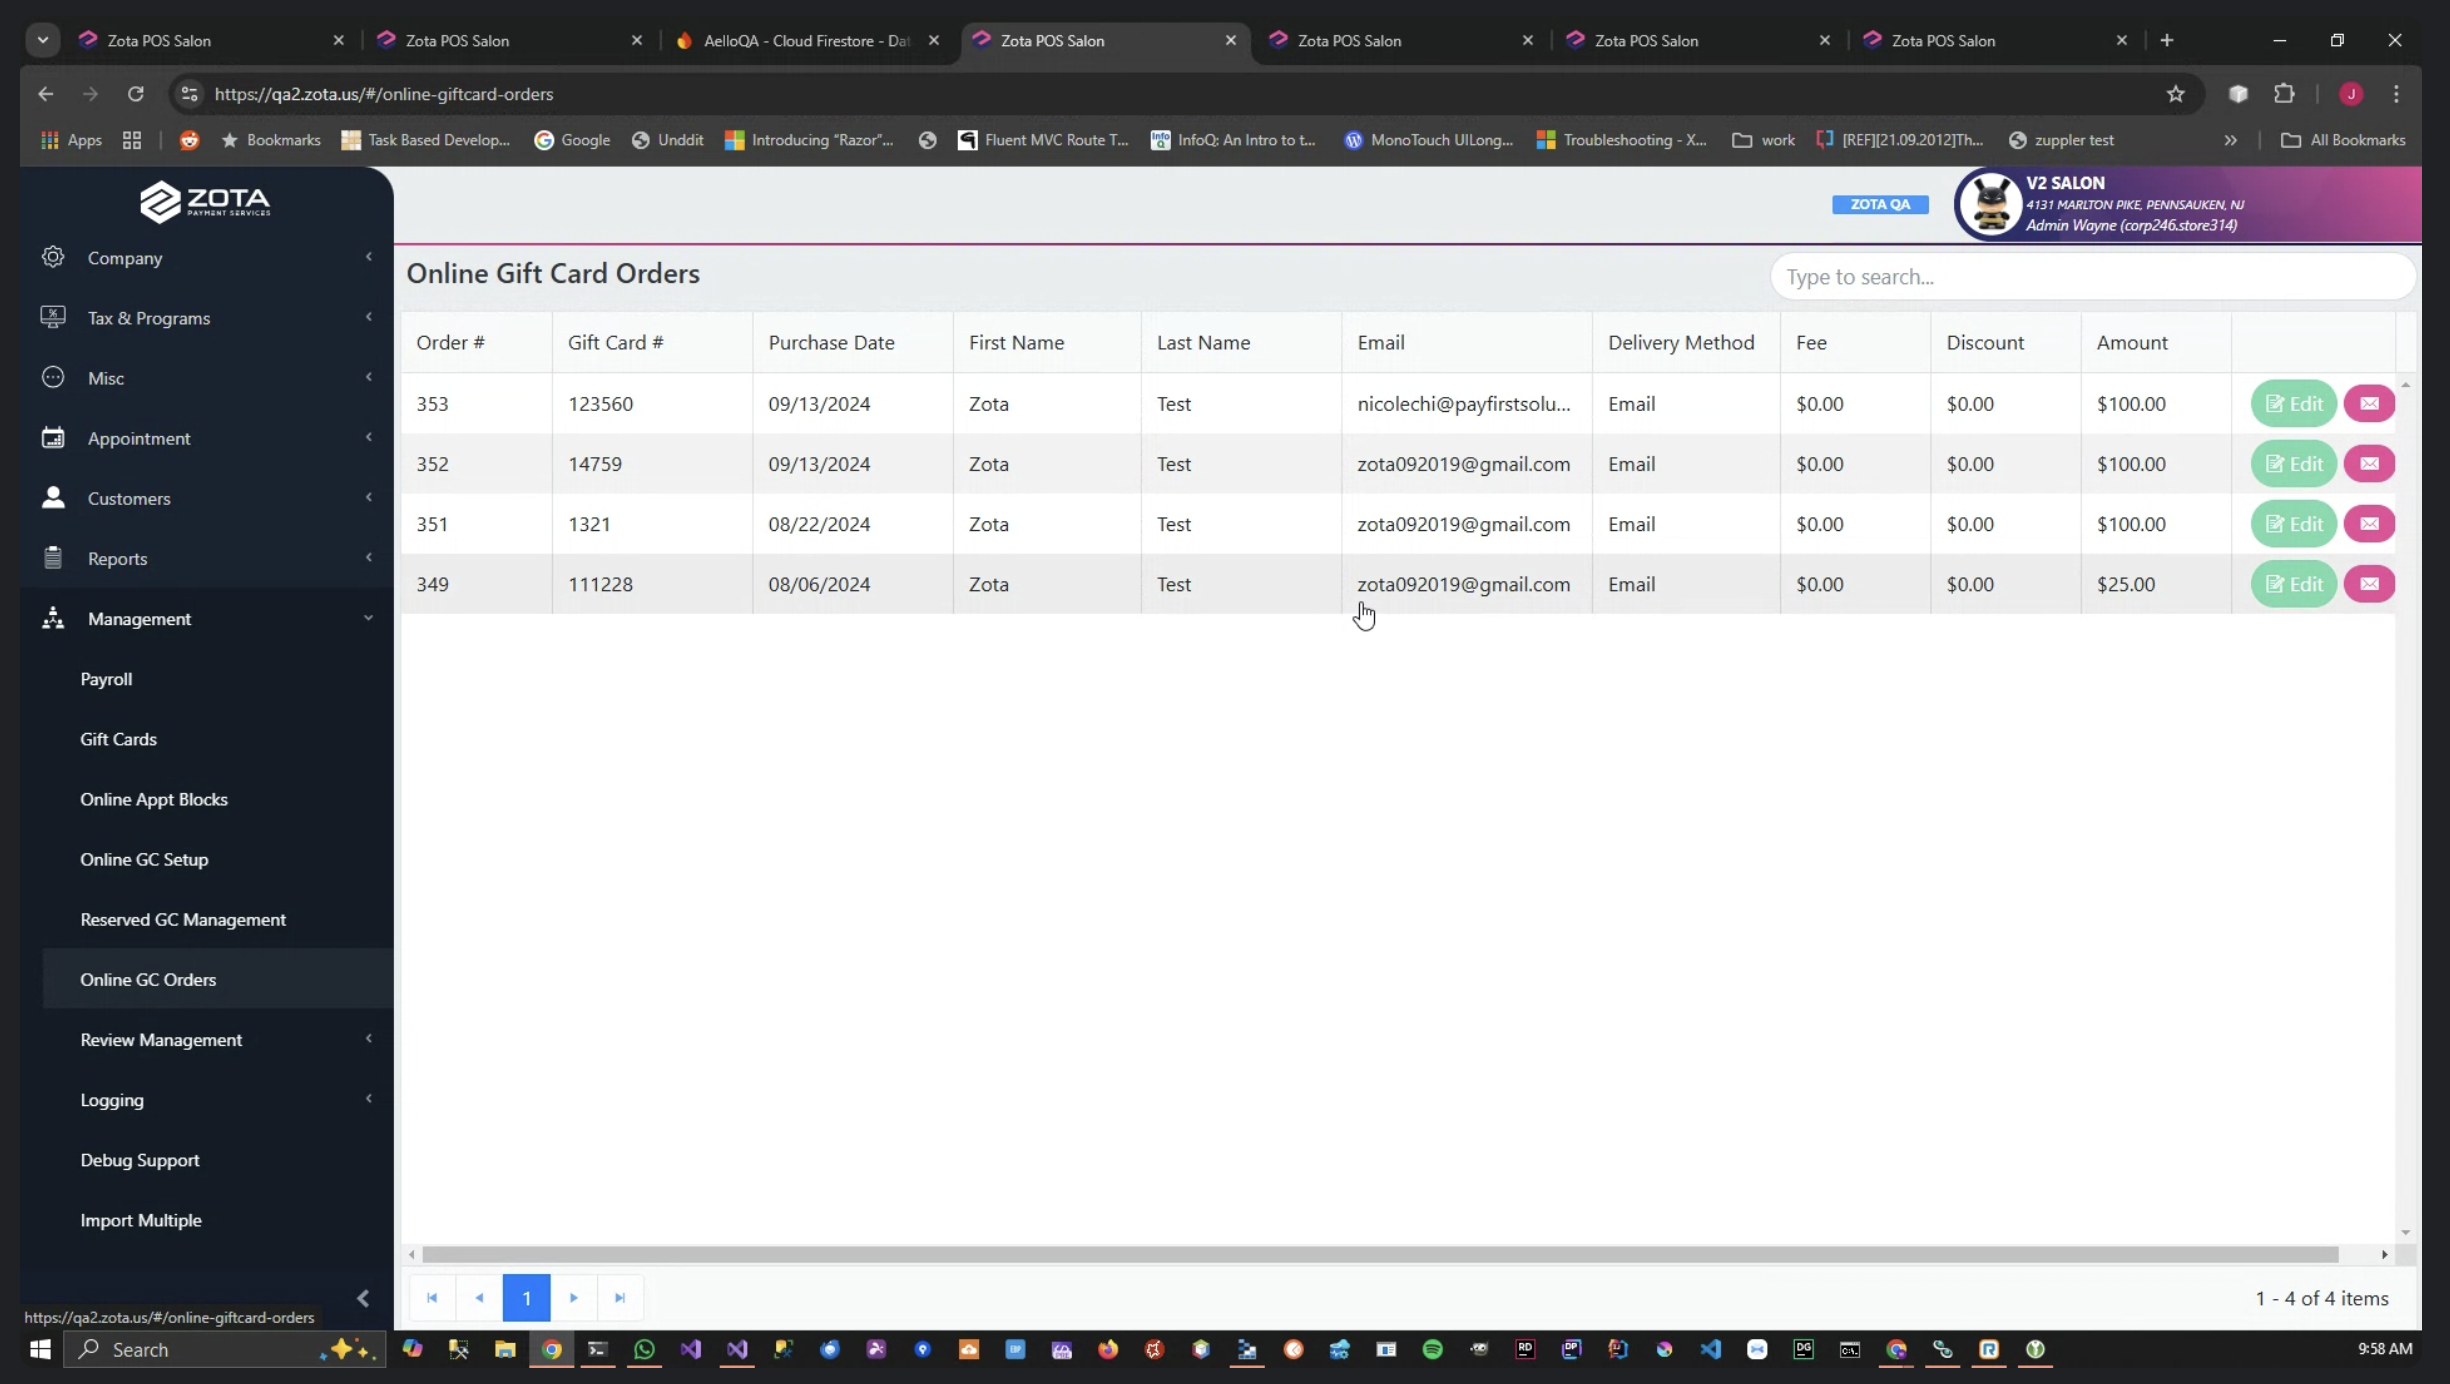 Zota POS Salon
Zota POS Salon
AelloQA - Cloud Firestore - Dat
Zota POS Salon
Zota POS Salon
Zota POS Salon
Zota POS Salon
https://qa2.zota.us/#/online-giftcard-orders
J
Apps
Bookmarks
Task Based Develop...
Google
Unddit
Introducing "Razor"...
Fluent MVC Route T...
InfoQ: An Intro to t...
MonoTouch UILong...
Troubleshooting - X...
work
[REF][21.09.2012]Th...
zuppler test
All Bookmarks
ZOTA
PAYMENT SERVICES
ZOTA QA
V2 SALON
4131 MARLTON PIKE, PENNSAUKEN, NJ
Admin Wayne (corp246.store314)
Company
Tax & Programs
Misc
Appointment
Customers
Reports
Management
Payroll
Gift Cards
Online Appt Blocks
Online GC Setup
Reserved GC Management
Online GC Orders
Review Management
Logging
Debug Support
Import Multiple
Online Gift Card Orders
Type to search...
Order # Gift Card # Purchase Date First Name Last Name Email Delivery Method Fee Discount Amount
353 123560 09/13/2024 Zota Test nicolechi@payfirstsolu... Email $0.00 $0.00 $100.00 Edit
352 14759 09/13/2024 Zota Test zota092019@gmail.com Email $0.00 $0.00 $100.00 Edit
351 1321 08/22/2024 Zota Test zota092019@gmail.com Email $0.00 $0.00 $100.00 Edit
349 111228 08/06/2024 Zota Test zota092019@gmail.com Email $0.00 $0.00 $25.00 Edit
1
1 - 4 of 4 items
https://qa2.zota.us/#/online-giftcard-orders
Search
RD
DP
DG
9:58 AM